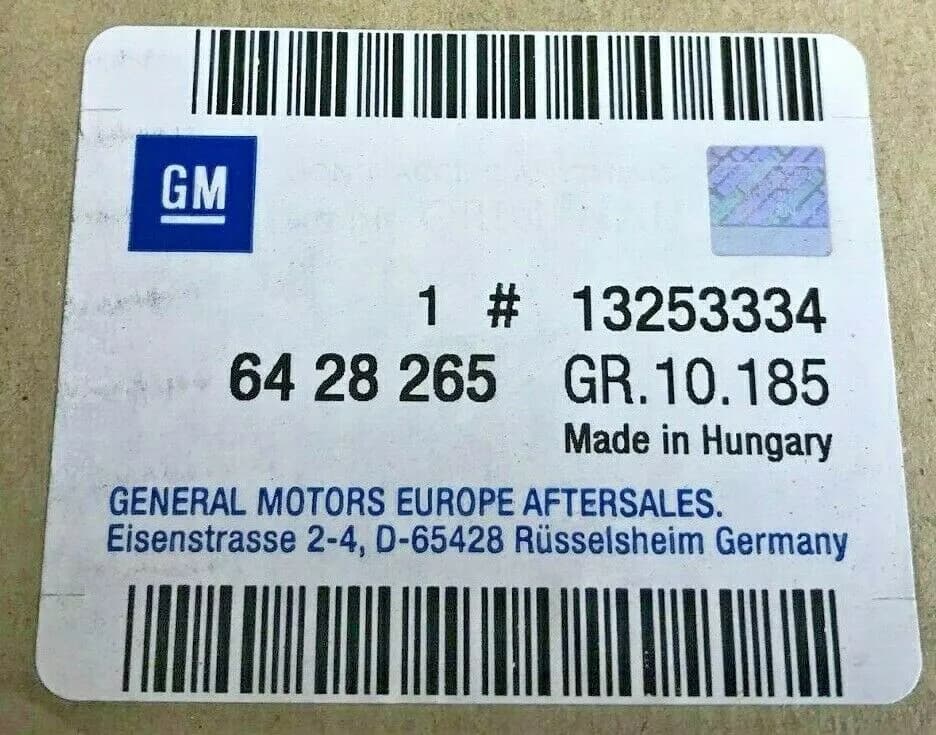 GM
1 # 13253334
64 28 265 GR.10.185
Made in Hungary
GENERAL MOTORS EUROPE AFTERSALES.
Eisenstrasse 2-4, D-65428 Rüsselsheim Germany